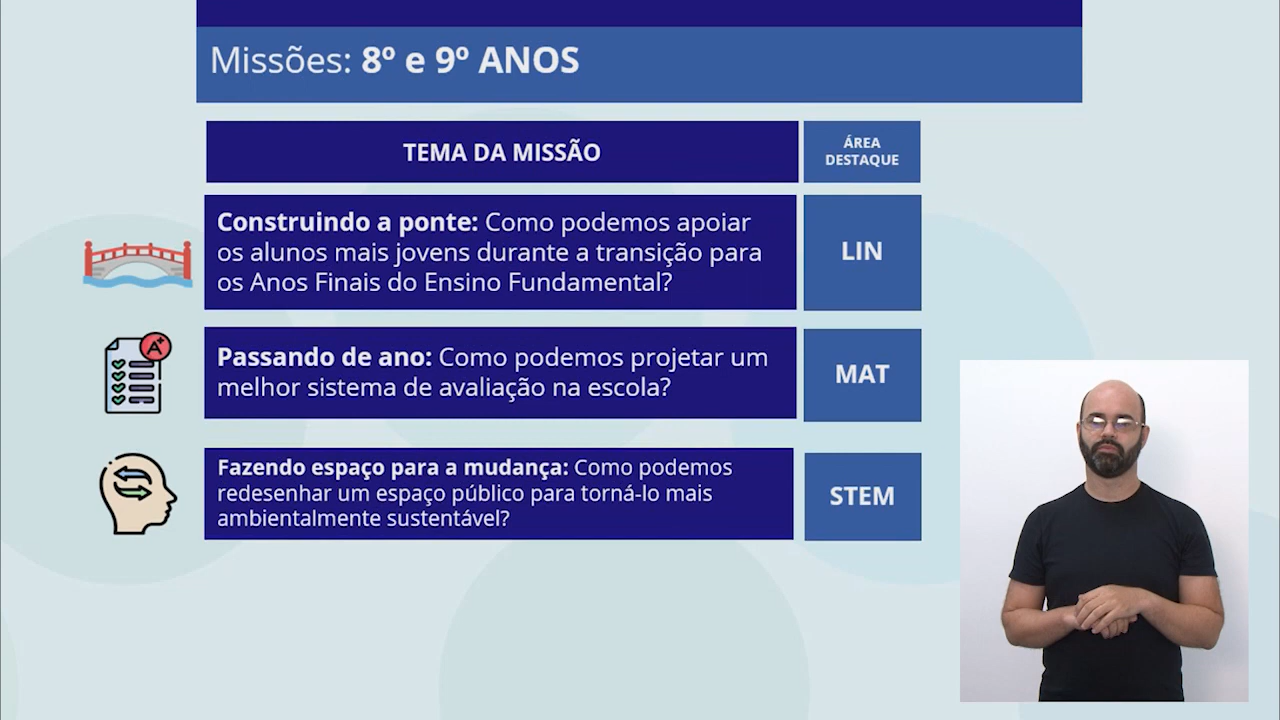 Missões: 8º e 9º ANOS
TEMA DA MISSÃO
ÁREA
DESTAQUE
Construindo a ponte: Como podemos apoiar
os alunos mais jovens durante a transição para
os Anos Finais do Ensino Fundamental?
LIN
A+
Passando de ano: Como podemos projetar um
melhor sistema de avaliação na escola?
MAT
Fazendo espaço para a mudança: Como podemos
redesenhar um espaço público para torná-lo mais
ambientalmente sustentável?
STEM